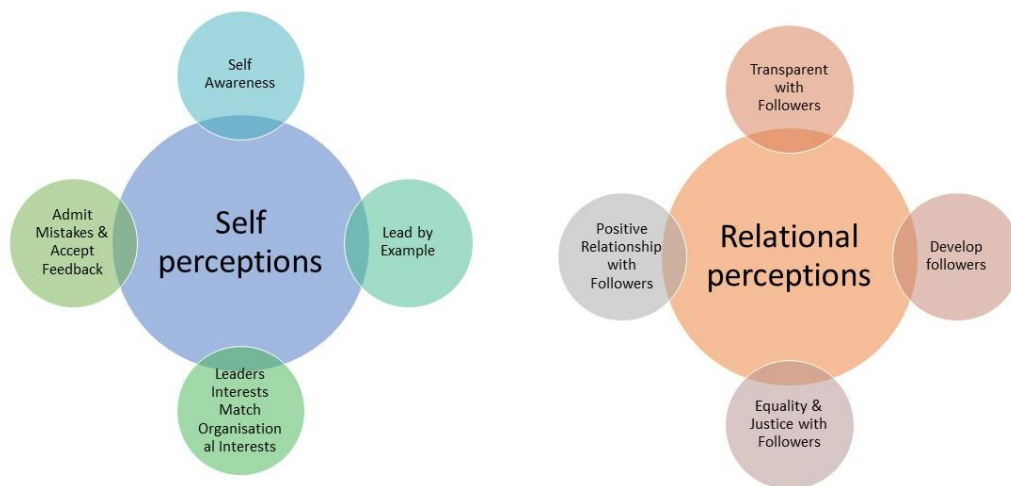 Self
Awareness
Admit
Mistakes &
Accept
Feedback
Self
perceptions
Lead by
Example
Leaders
Interests
Match
Organisation
al Interests
Transparent
with
Followers
Positive
Relationship
with
Followers
Relational
perceptions
Develop
followers
Equality &
Justice with
Followers